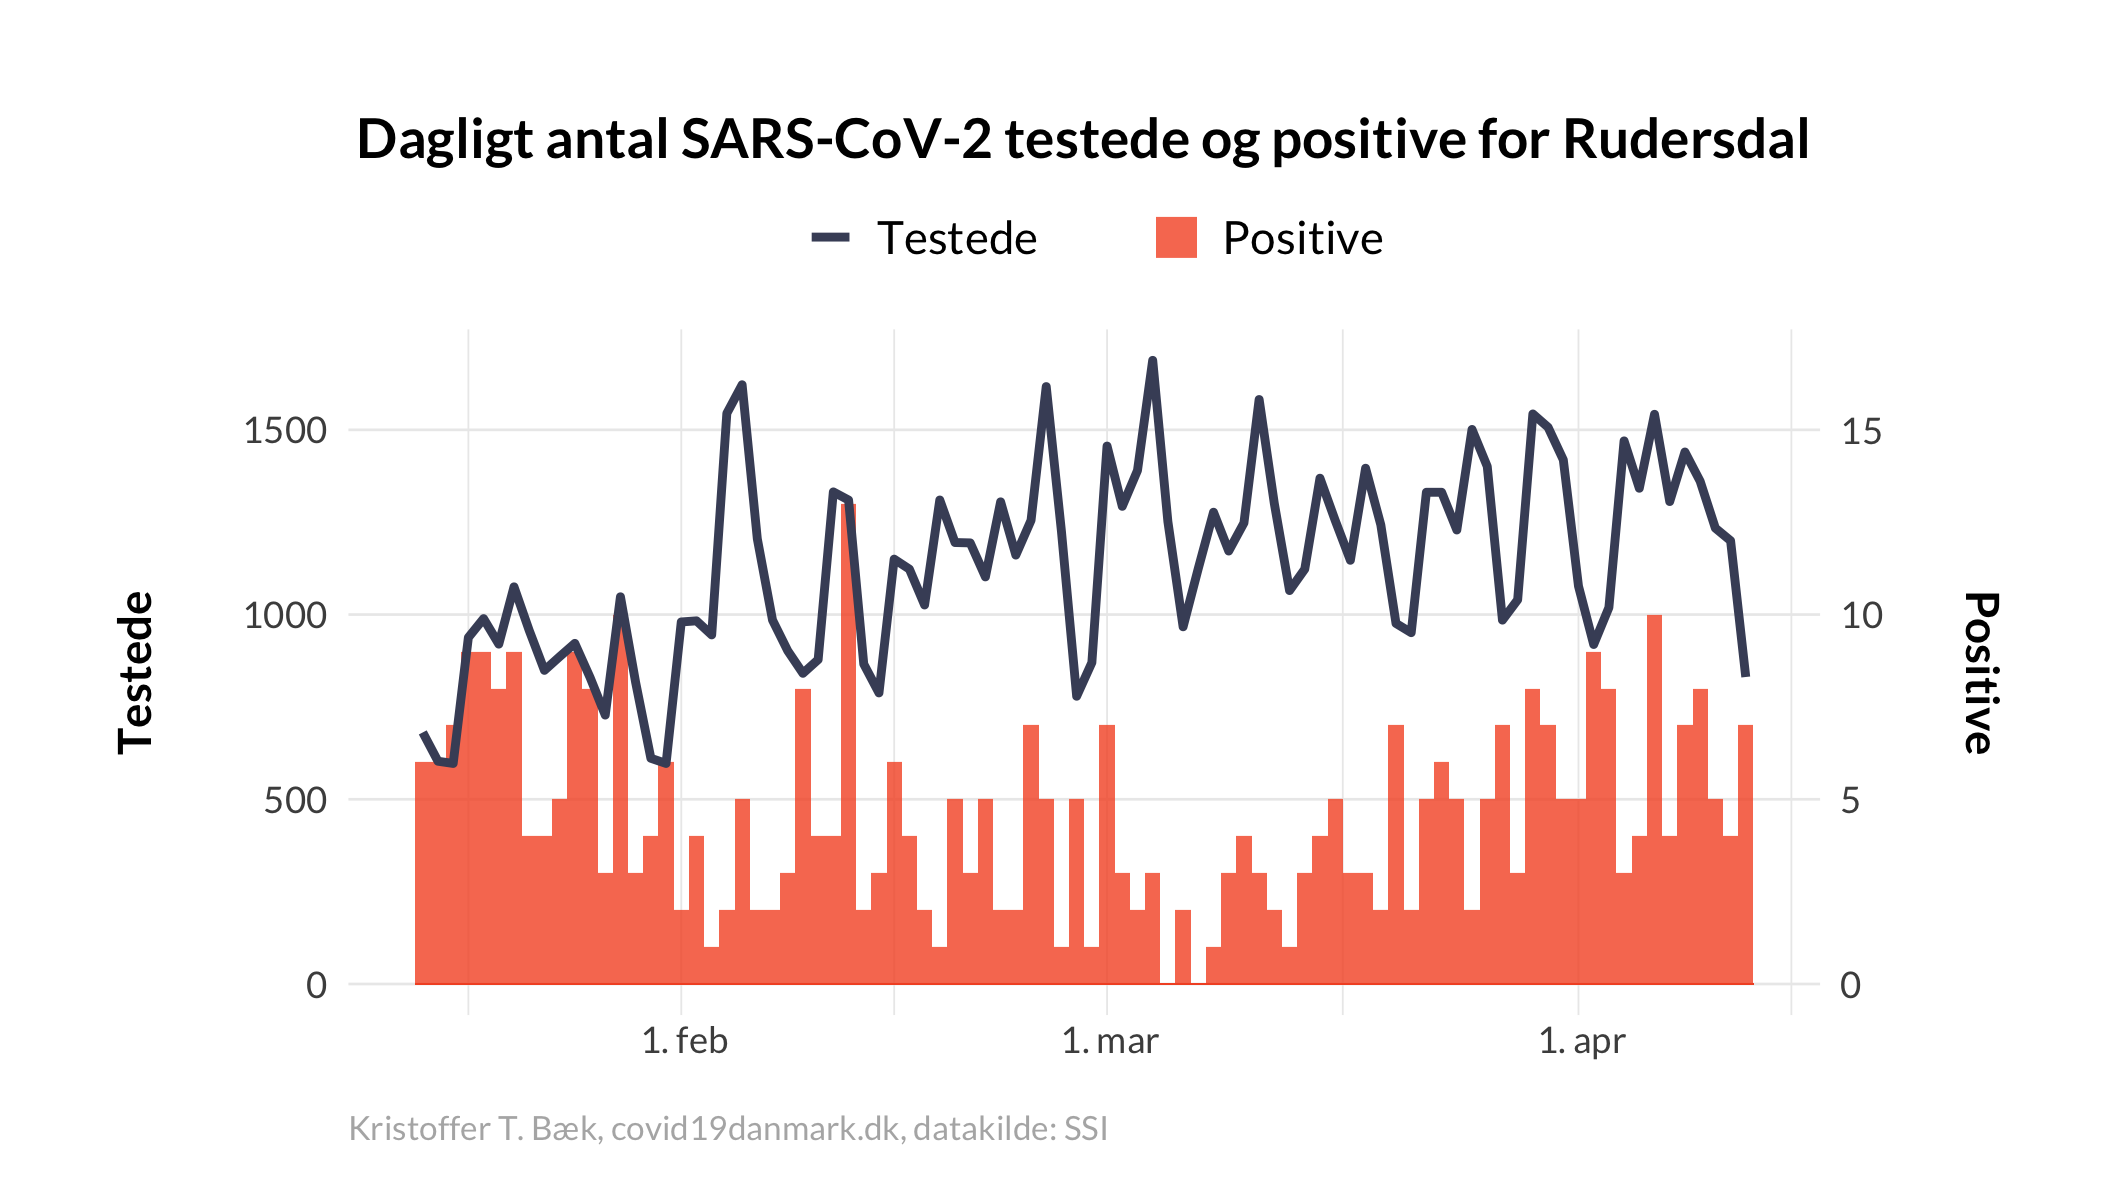 Dagligt antal SARS-CoV-2 testede og positive for Rudersdal
Testede
Positive
1500
1000
500
0
15
10
5
0
Testede
Positive
1. feb
1. mar
1. apr
Kristoffer T. Bæk, covid19danmark.dk, datakilde: SSI